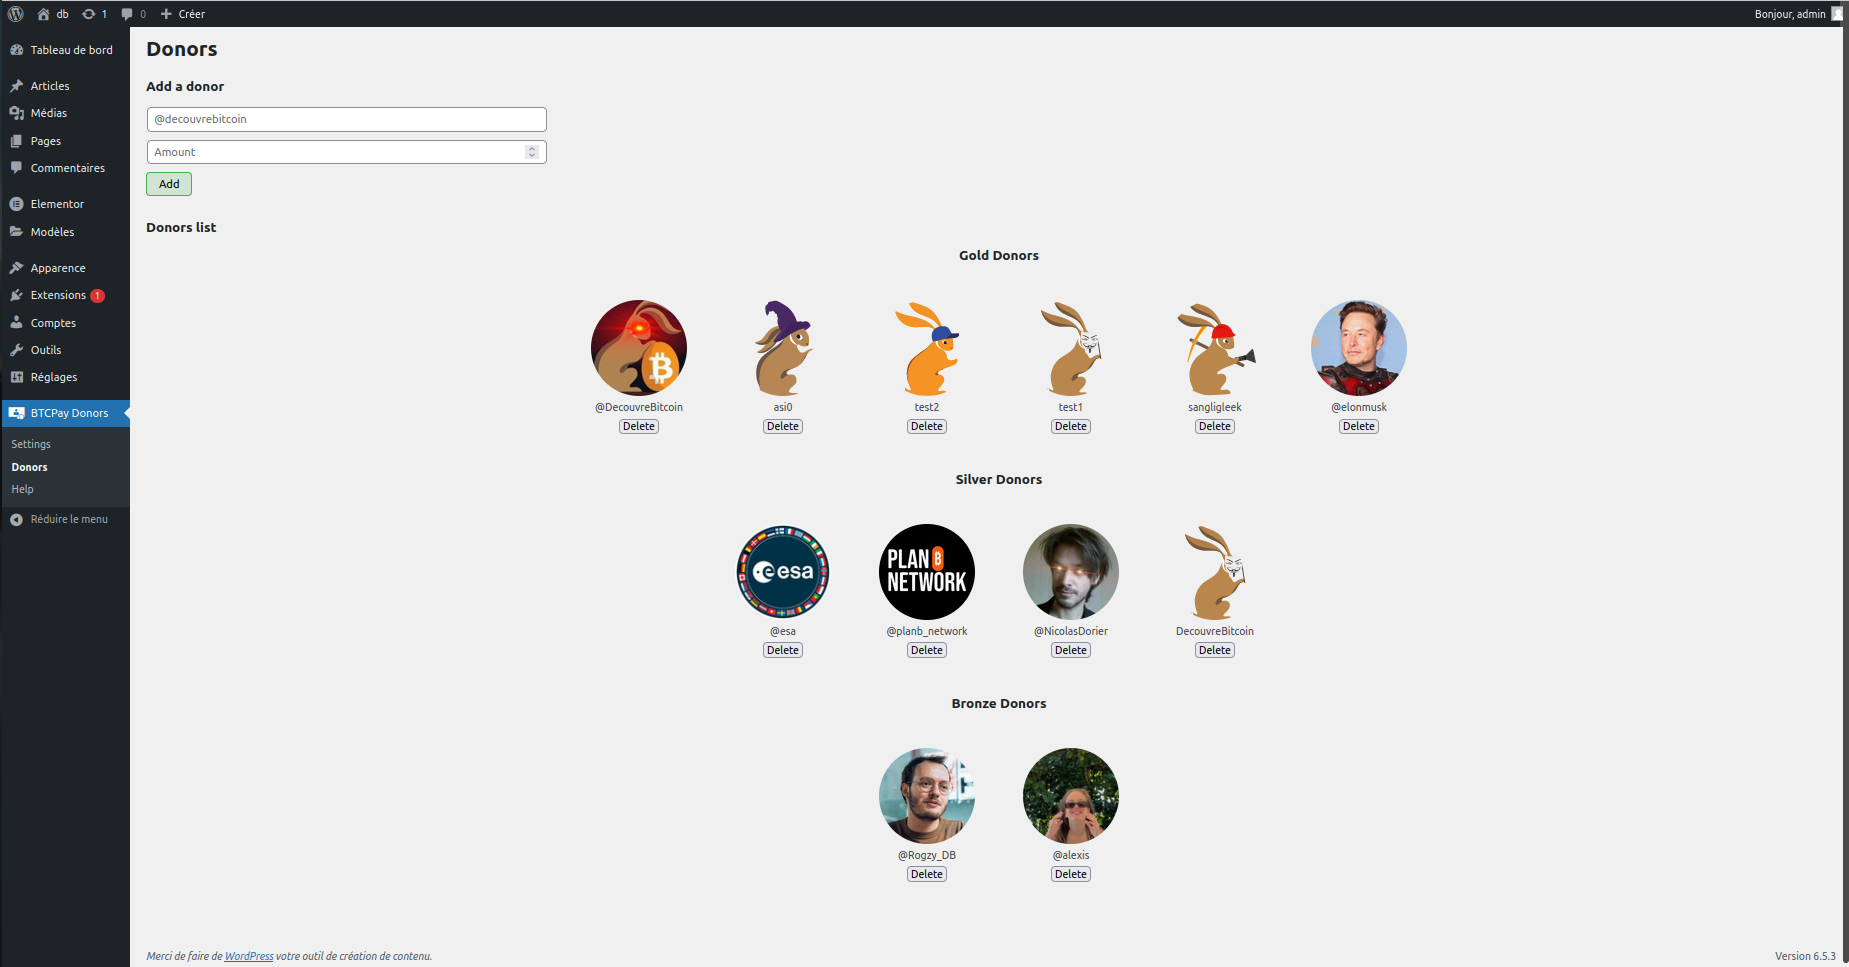 db 1 0 Créer Bonjour, admin
Tableau de bord
Articles
Médias
Pages
Commentaires
Elementor
Modèles
Apparence
Extensions 1
Comptes
Outils
Réglages
BTCPay Donors
Settings
Donors
Help
Réduire le menu
Donors
Add a donor
@decouvrebitcoin
Amount
Add
Donors list
Gold Donors
@DecouvreBitcoin asi0 test2 test1 sangligleek @elonmusk
Delete Delete Delete Delete Delete Delete
Silver Donors
esa PLAN B NETWORK
@esa @planb_network @NicolasDorier DecouvreBitcoin
Delete Delete Delete Delete
Bronze Donors
@Rogzy_DB @alexis
Delete Delete
Merci de faire de WordPress votre outil de création de contenu. Version 6.5.3